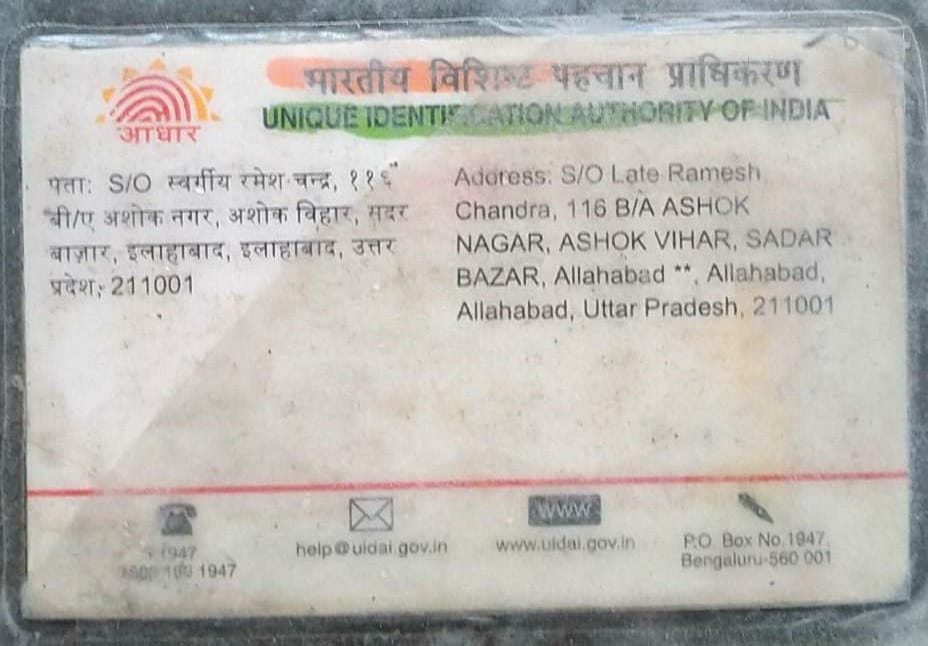 आधार
भारतीय विशिष्ट पहचान प्राधिकरण
UNIQUE IDENTIFICATION AUTHORITY OF INDIA
पता: S/O स्वर्गीय रमेश चन्द्र, ११६
बी/ए अशोक नगर, अशोक विहार, सदर
बाज़ार, इलाहाबाद, इलाहाबाद, उत्तर
प्रदेश, 211001
Address: S/O Late Ramesh
Chandra, 116 B/A ASHOK
NAGAR, ASHOK VIHAR, SADAR
BAZAR, Allahabad **, Allahabad,
Allahabad, Uttar Pradesh, 211001
1947
1947
help@uidai.gov.in
www
www.uidai.gov.in
P.O. Box No.1947,
Bengaluru-560 001